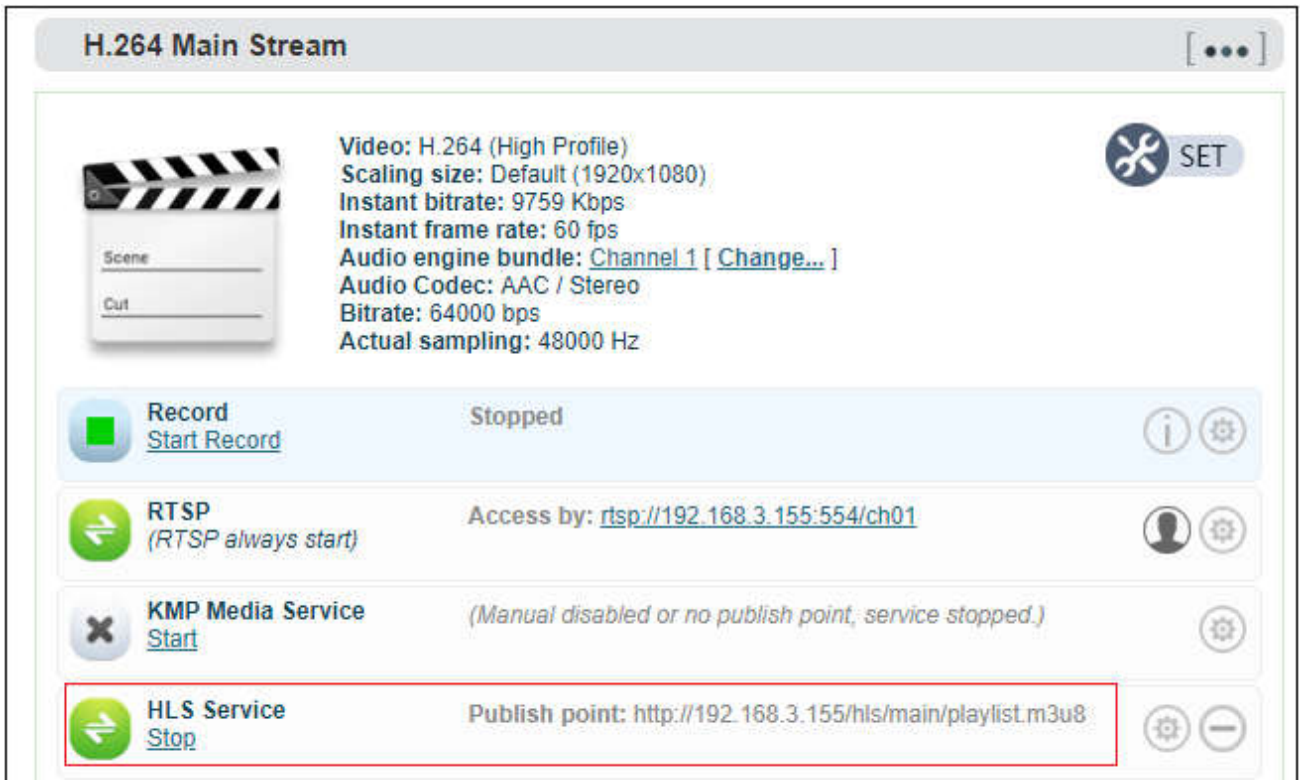 H.264 Main Stream
[•••]
Video: H.264 (High Profile)
Scaling size: Default (1920x1080)
Instant bitrate: 9759 Kbps
Instant frame rate: 60 fps
Audio engine bundle: Channel 1 [ Change... ]
Audio Codec: AAC / Stereo
Bitrate: 64000 bps
Actual sampling: 48000 Hz
SET
Scene
Cut
Record
Start Record
Stopped
RTSP
(RTSP always start)
Access by: rtsp://192.168.3.155:554/ch01
KMP Media Service
Start
(Manual disabled or no publish point, service stopped.)
HLS Service
Stop
Publish point: http://192.168.3.155/hls/main/playlist.m3u8